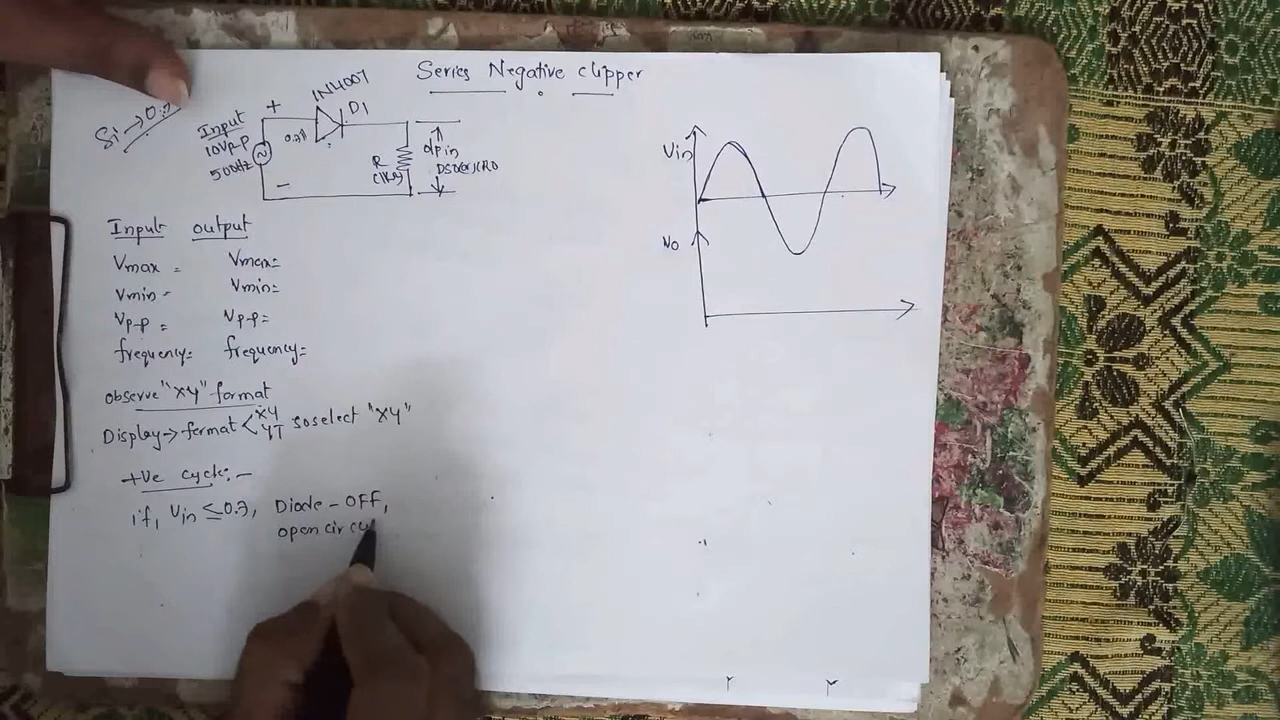 Series Negative clipper
Si → 0.7
Input
10VP-P
500Hz
+
−
IN4007
D1
R
(1KΩ)
o/p in
DSO(or)CRO
Vin
Vo
Input output
Vmax = Vmax=
Vmin= Vmin=
Vp-p = Vp-p=
frequency= frequency=
observe "XY" format
Display→ format < XY
YT so select "XY"
+Ve cycle:-
if, Vin ≤0.7, Diode - OFF,
open circu